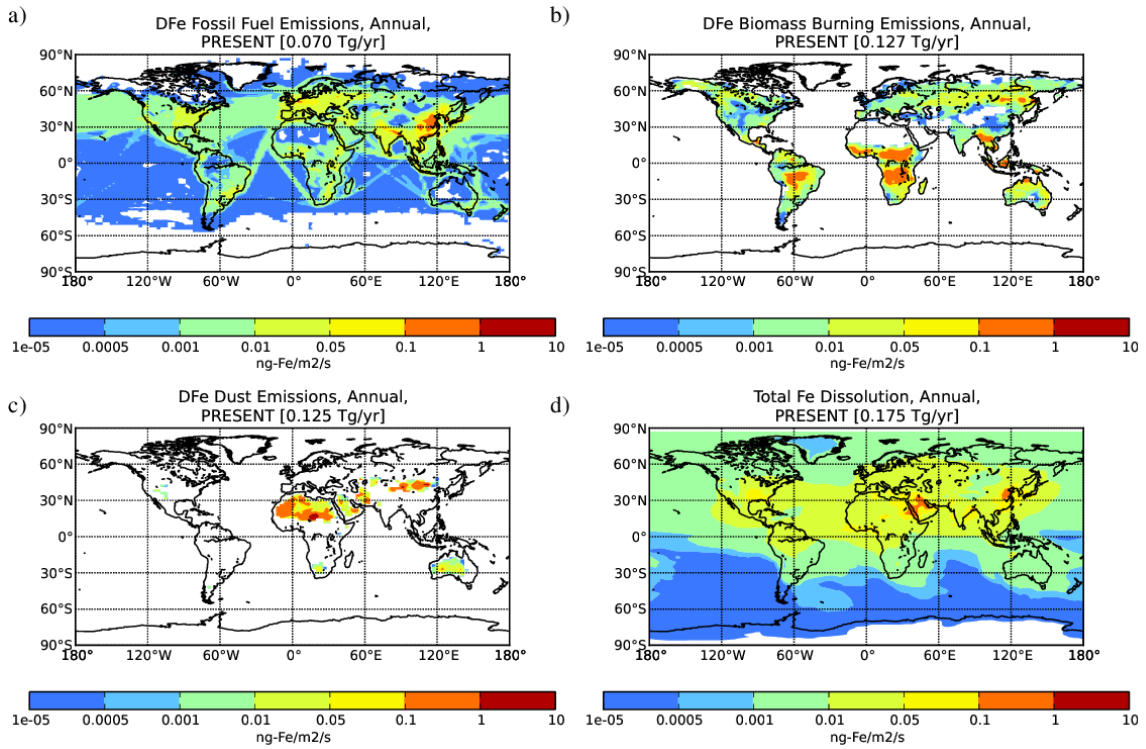 a)
DFe Fossil Fuel Emissions, Annual,
PRESENT [0.070 Tg/yr]
90°N
60°N
30°N
0°
30°S
60°S
90°S
180°
120°W
60°W
0°
60°E
120°E
180°
1e-05
0.0005
0.001
0.01
0.05
0.1
1
10
ng-Fe/m2/s
b)
DFe Biomass Burning Emissions, Annual,
PRESENT [0.127 Tg/yr]
90°N
60°N
30°N
0°
30°S
60°S
90°S
180°
120°W
60°W
0°
60°E
120°E
180°
1e-05
0.0005
0.001
0.01
0.05
0.1
1
10
ng-Fe/m2/s
c)
DFe Dust Emissions, Annual,
PRESENT [0.125 Tg/yr]
90°N
60°N
30°N
0°
30°S
60°S
90°S
180°
120°W
60°W
0°
60°E
120°E
180°
1e-05
0.0005
0.001
0.01
0.05
0.1
1
10
ng-Fe/m2/s
d)
Total Fe Dissolution, Annual,
PRESENT [0.175 Tg/yr]
90°N
60°N
30°N
0°
30°S
60°S
90°S
180°
120°W
60°W
0°
60°E
120°E
180°
1e-05
0.0005
0.001
0.01
0.05
0.1
1
10
ng-Fe/m2/s